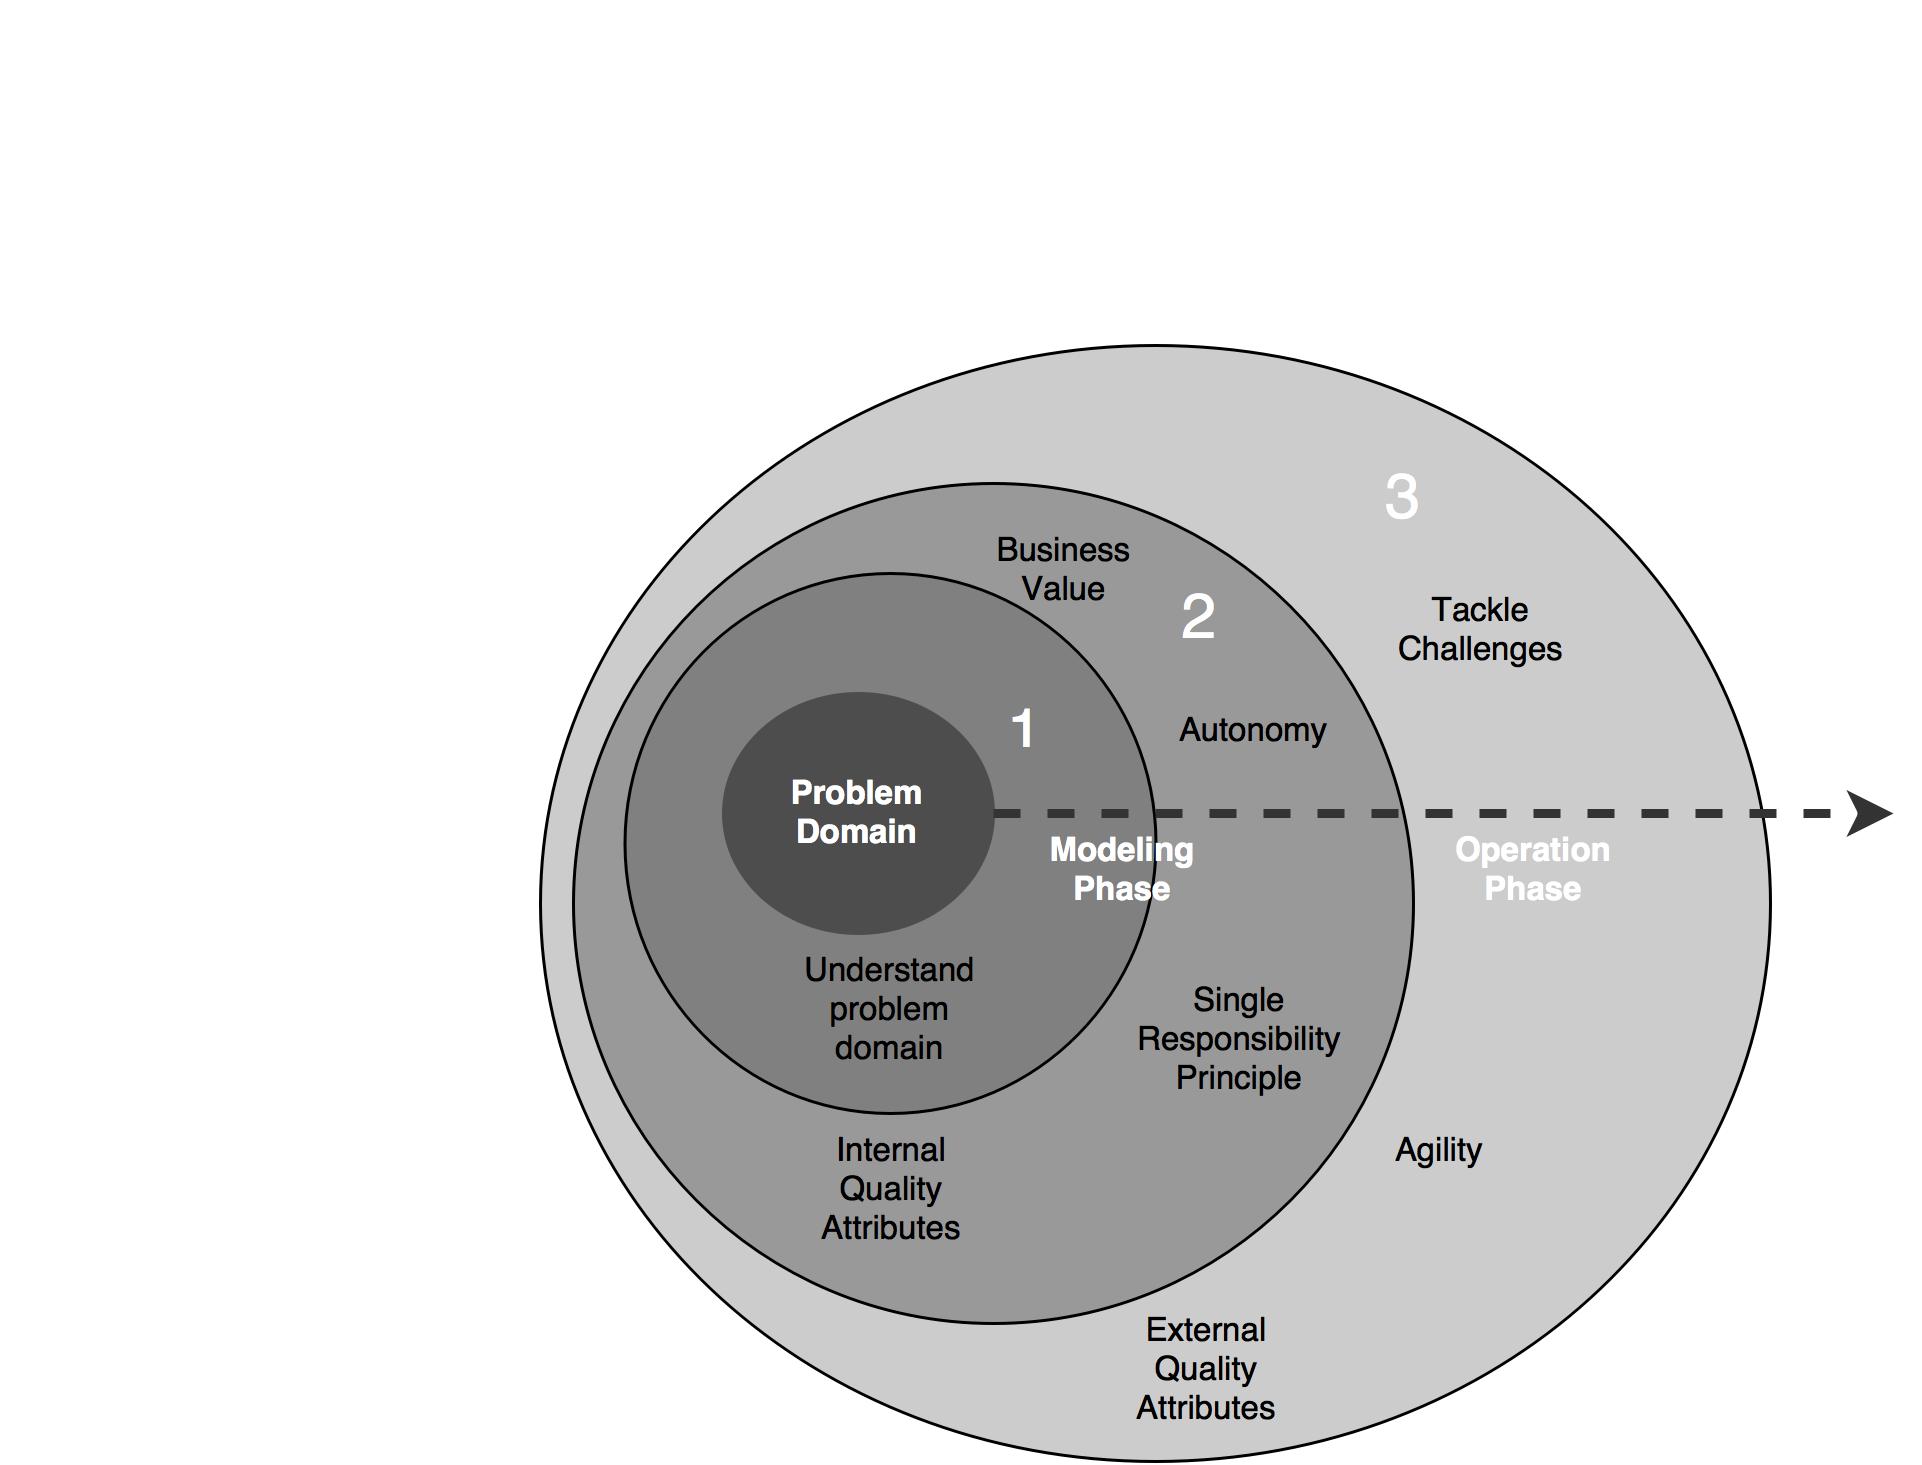 3
Business
Value
2
Tackle
Challenges
1
Autonomy
Problem
Domain
Modeling
Phase
Operation
Phase
Understand
problem
domain
Single
Responsibility
Principle
Internal
Quality
Attributes
Agility
External
Quality
Attributes